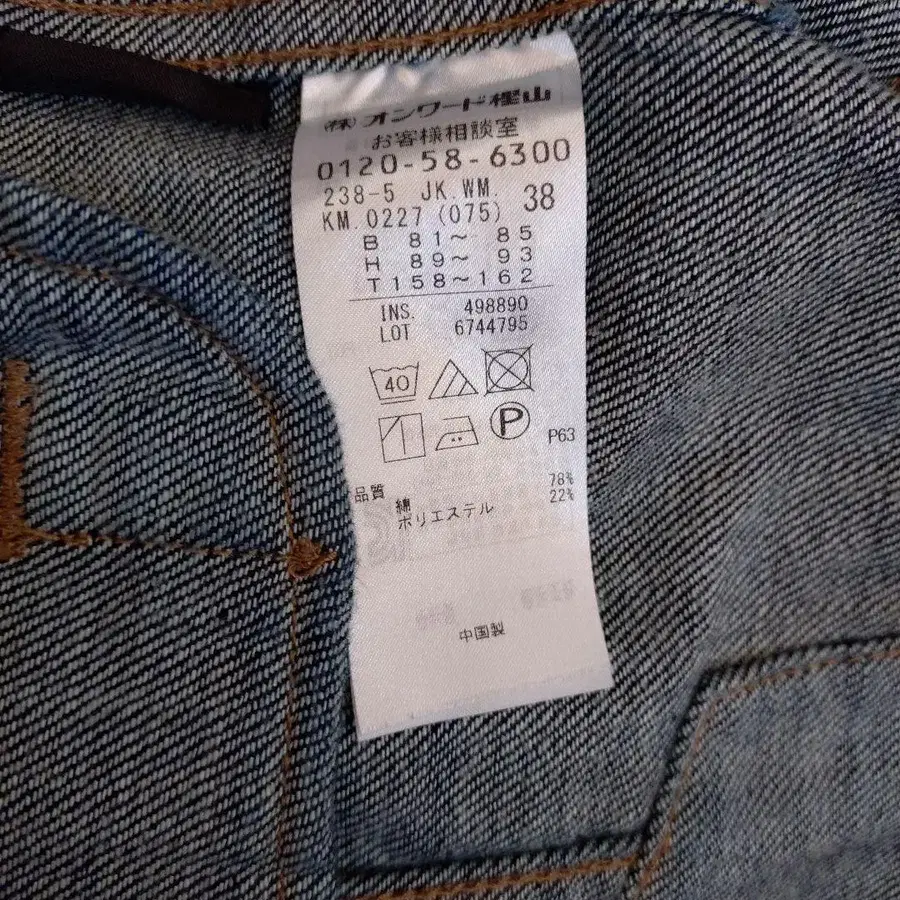 ㈱オンワード樫山
お客様相談室
0120-58-6300
238-5 JK.WM.
KM.0227 (075) 38
B 81～ 85
H 89～ 93
T158～162
INS. 498890
LOT 6744795
40
P
P63
品質
綿 78%
ポリエステル 22%
中国製